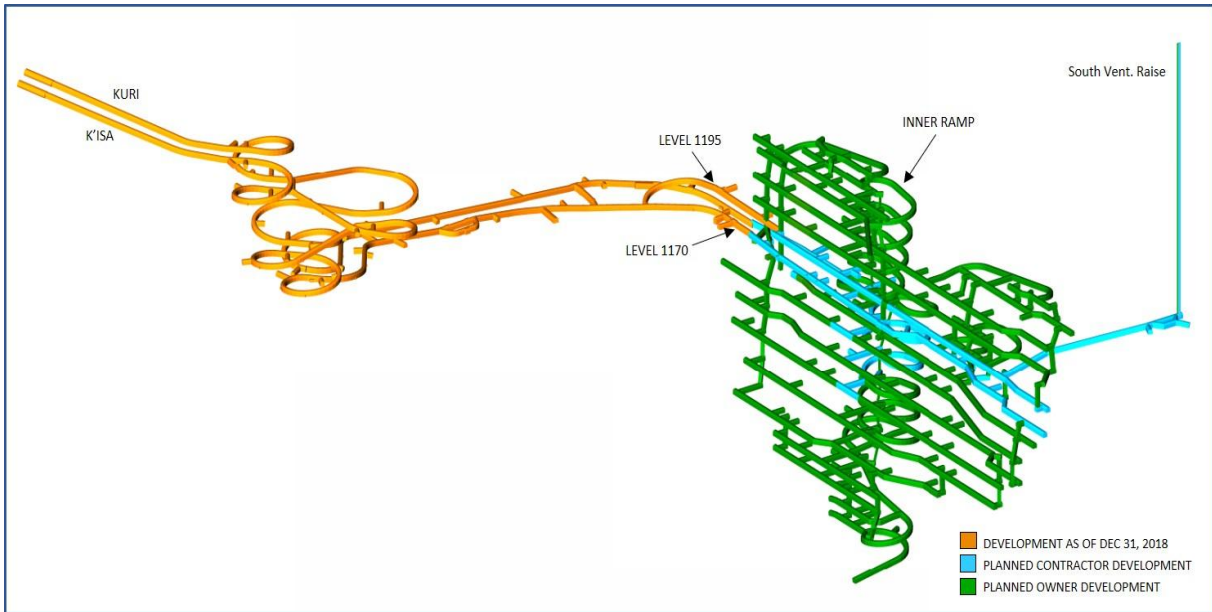 South Vent. Raise
KURI
K'ISA
INNER RAMP
LEVEL 1195
LEVEL 1170
DEVELOPMENT AS OF DEC 31, 2018
PLANNED CONTRACTOR DEVELOPMENT
PLANNED OWNER DEVELOPMENT